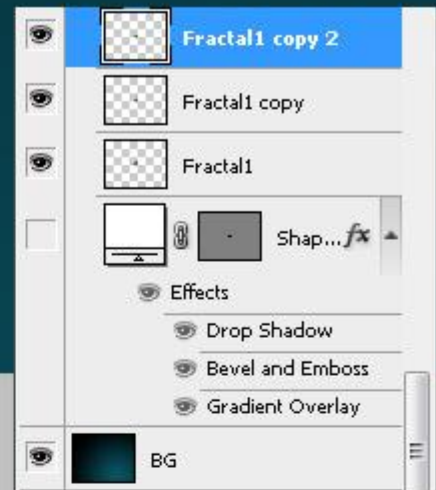 Fractal1 copy 2
Fractal1 copy
Fractal1
Shap...fx
Effects
Drop Shadow
Bevel and Emboss
Gradient Overlay
BG